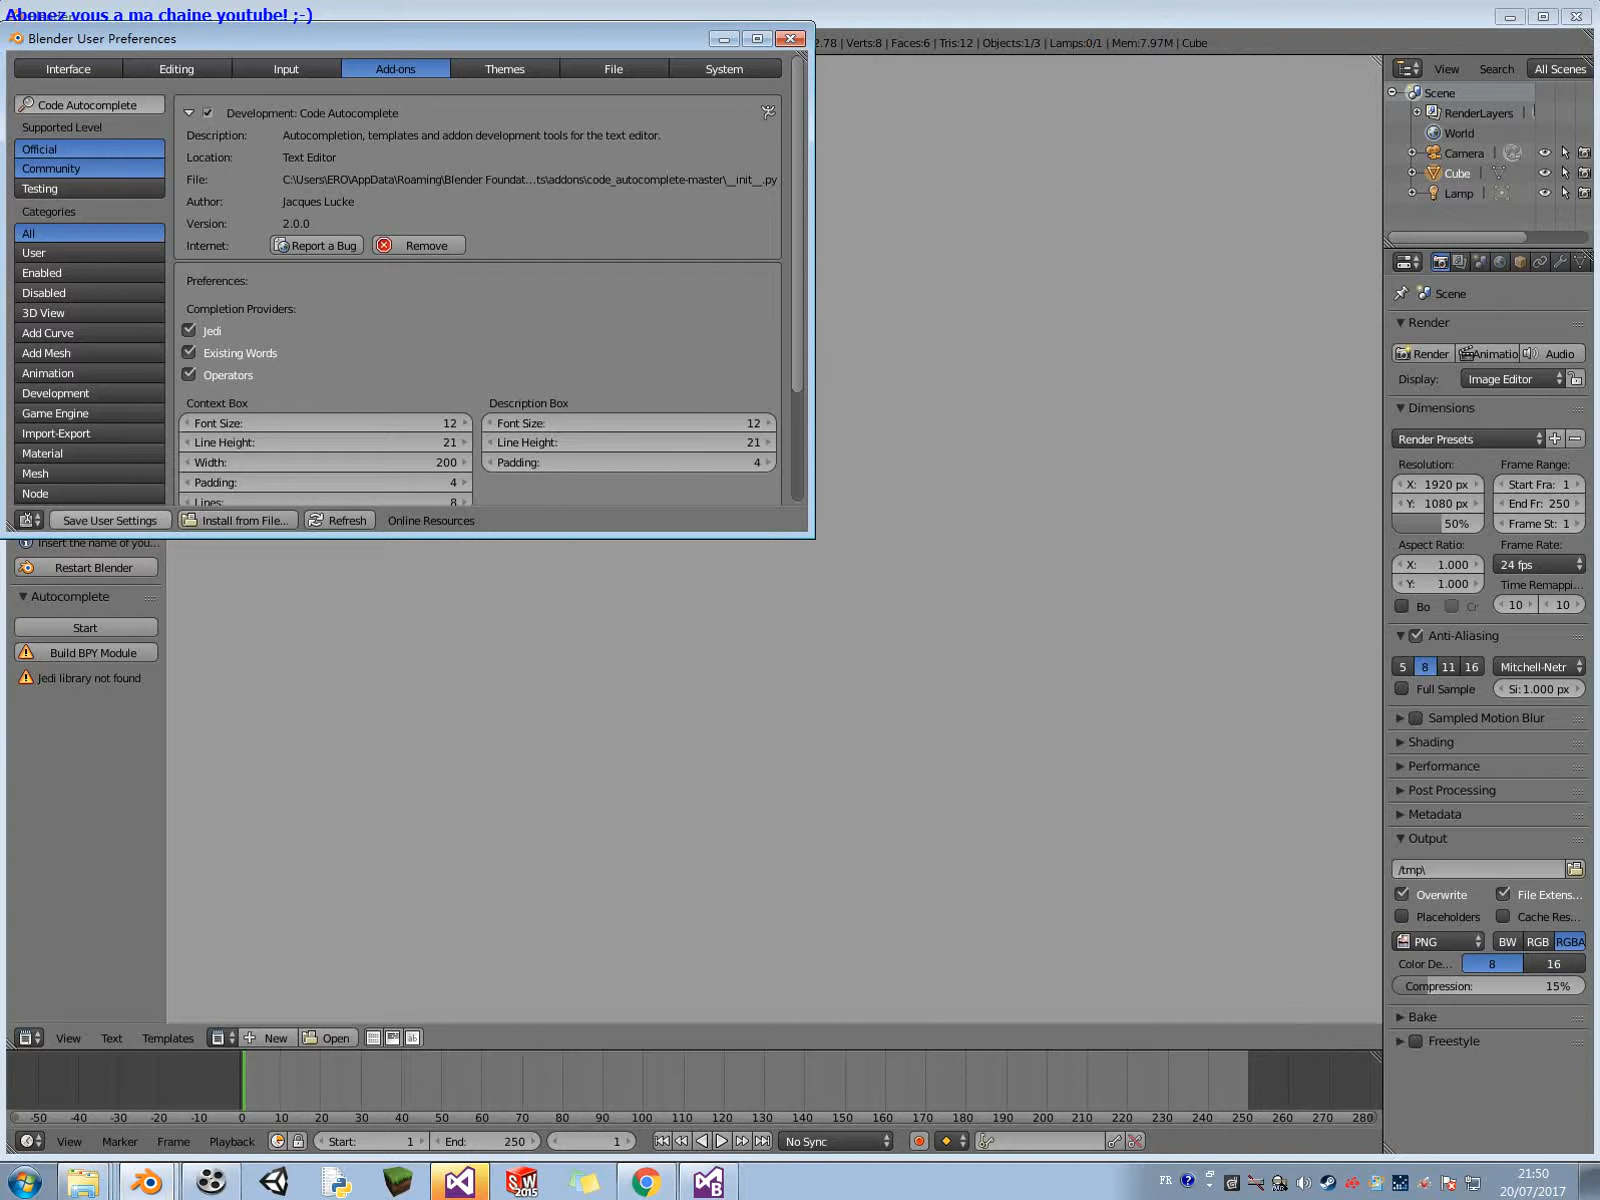 Abonez vous a ma chaine youtube! ;-)
Blender User Preferences
2.78 | Verts:8 | Faces:6 | Tris:12 | Objects:1/3 | Lamps:0/1 | Mem:7.97M | Cube
Interface
Editing
Input
Add-ons
Themes
File
System
Code Autocomplete
Supported Level
Official
Community
Testing
Categories
All
User
Enabled
Disabled
3D View
Add Curve
Add Mesh
Animation
Development
Game Engine
Import-Export
Material
Mesh
Node
Development: Code Autocomplete
Description: Autocompletion, templates and addon development tools for the text editor.
Location: Text Editor
File: C:\Users\ERO\AppData\Roaming\Blender Foundat...ts\addons\code_autocomplete-master\__init__.py
Author: Jacques Lucke
Version: 2.0.0
Internet: Report a Bug Remove
Preferences:
Completion Providers:
Jedi
Existing Words
Operators
Context Box
Font Size: 12
Line Height: 21
Width: 200
Padding: 4
Lines: 8
Description Box
Font Size: 12
Line Height: 21
Padding: 4
Save User Settings
Install from File...
Refresh
Online Resources
Insert the name of you...
Restart Blender
Autocomplete
Start
Build BPY Module
Jedi library not found
View Search All Scenes
Scene
RenderLayers
World
Camera
Cube
Lamp
Scene
Render
Render Animatio Audio
Display: Image Editor
Dimensions
Render Presets
Resolution: Frame Range:
X: 1920 px Start Fra: 1
Y: 1080 px End Fr: 250
50% Frame St: 1
Aspect Ratio: Frame Rate:
X: 1.000 24 fps
Y: 1.000 Time Remappi...
Bo Cr 10 10
Anti-Aliasing
5 8 11 16 Mitchell-Netr
Full Sample Si: 1.000 px
Sampled Motion Blur
Shading
Performance
Post Processing
Metadata
Output
/tmp\
Overwrite File Extens...
Placeholders Cache Res...
PNG BW RGB RGBA
Color De... 8 16
Compression: 15%
Bake
Freestyle
View Text Templates New Open
-50 -40 -30 -20 -10 0 10 20 30 40 50 60 70 80 90 100 110 120 130 140 150 160 170 180 190 200 210 220 230 240 250 260 270 280
View Marker Frame Playback Start: 1 End: 250 1 No Sync
SW
2015
FR
21:50
20/07/2017